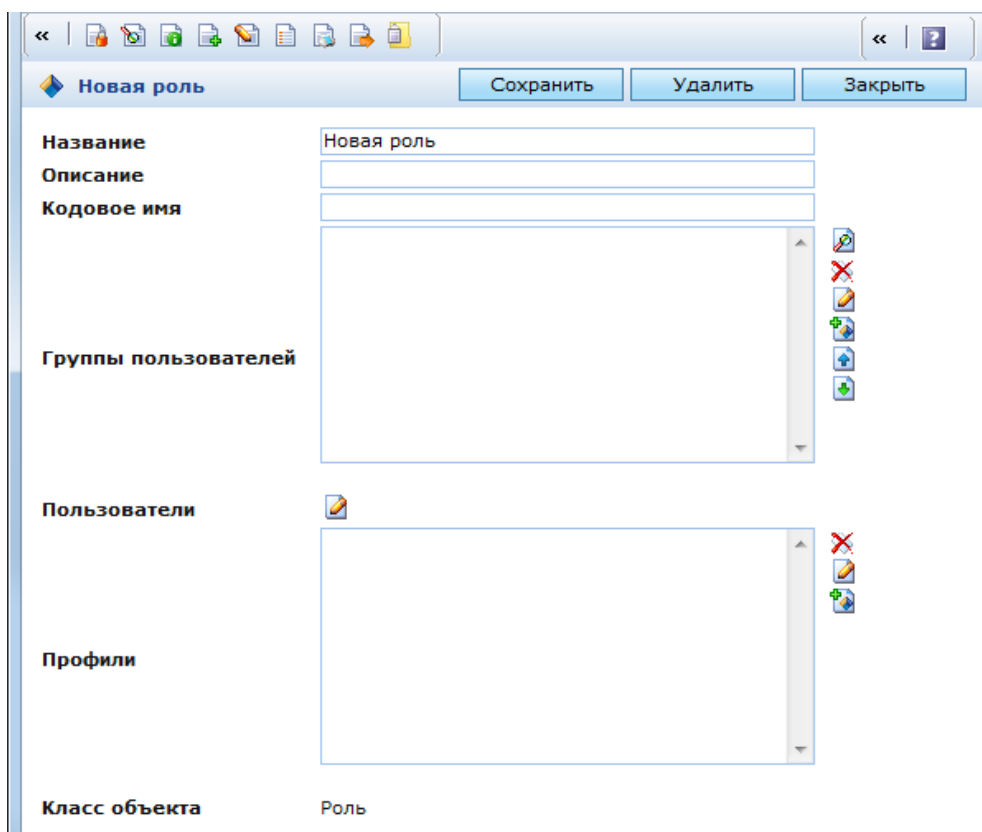 «
« ?
Новая роль Сохранить Удалить Закрыть
Название Новая роль
Описание
Кодовое имя
Группы пользователей
Пользователи
Профили
Класс объекта Роль